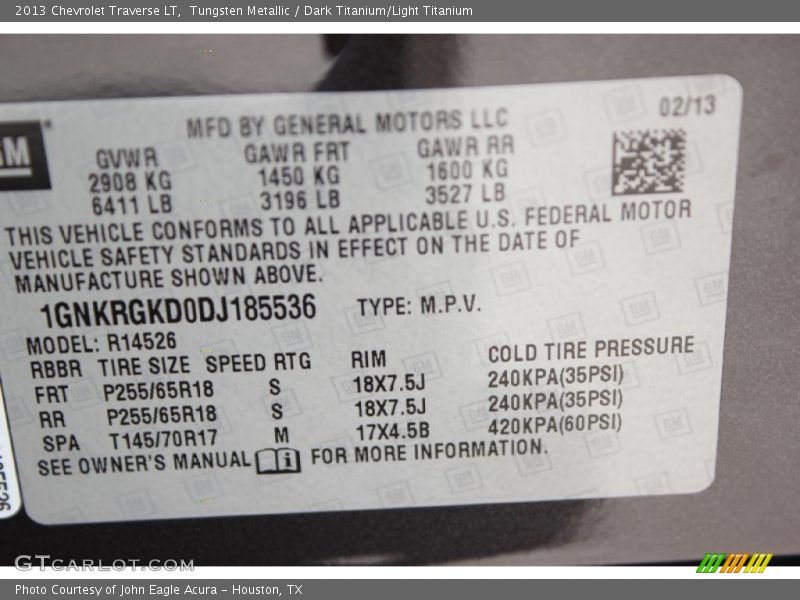 2013 Chevrolet Traverse LT,  Tungsten Metallic / Dark Titanium/Light Titanium
02/13
GM
MFD BY GENERAL MOTORS LLC
GVWR GAWR FRT GAWR RR
2908 KG 1450 KG 1600 KG
6411 LB 3196 LB 3527 LB
THIS VEHICLE CONFORMS TO ALL APPLICABLE U.S. FEDERAL MOTOR
VEHICLE SAFETY STANDARDS IN EFFECT ON THE DATE OF
MANUFACTURE SHOWN ABOVE.
1GNKRGKD0DJ185536 TYPE: M.P.V.
MODEL: R14526
RBBR TIRE SIZE SPEED RTG RIM COLD TIRE PRESSURE
FRT P255/65R18 S 18X7.5J 240KPA(35PSI)
RR P255/65R18 S 18X7.5J 240KPA(35PSI)
SPA T145/70R17 M 17X4.5B 420KPA(60PSI)
SEE OWNER'S MANUAL i FOR MORE INFORMATION.
GTCarLot.com
Photo Courtesy of John Eagle Acura - Houston, TX